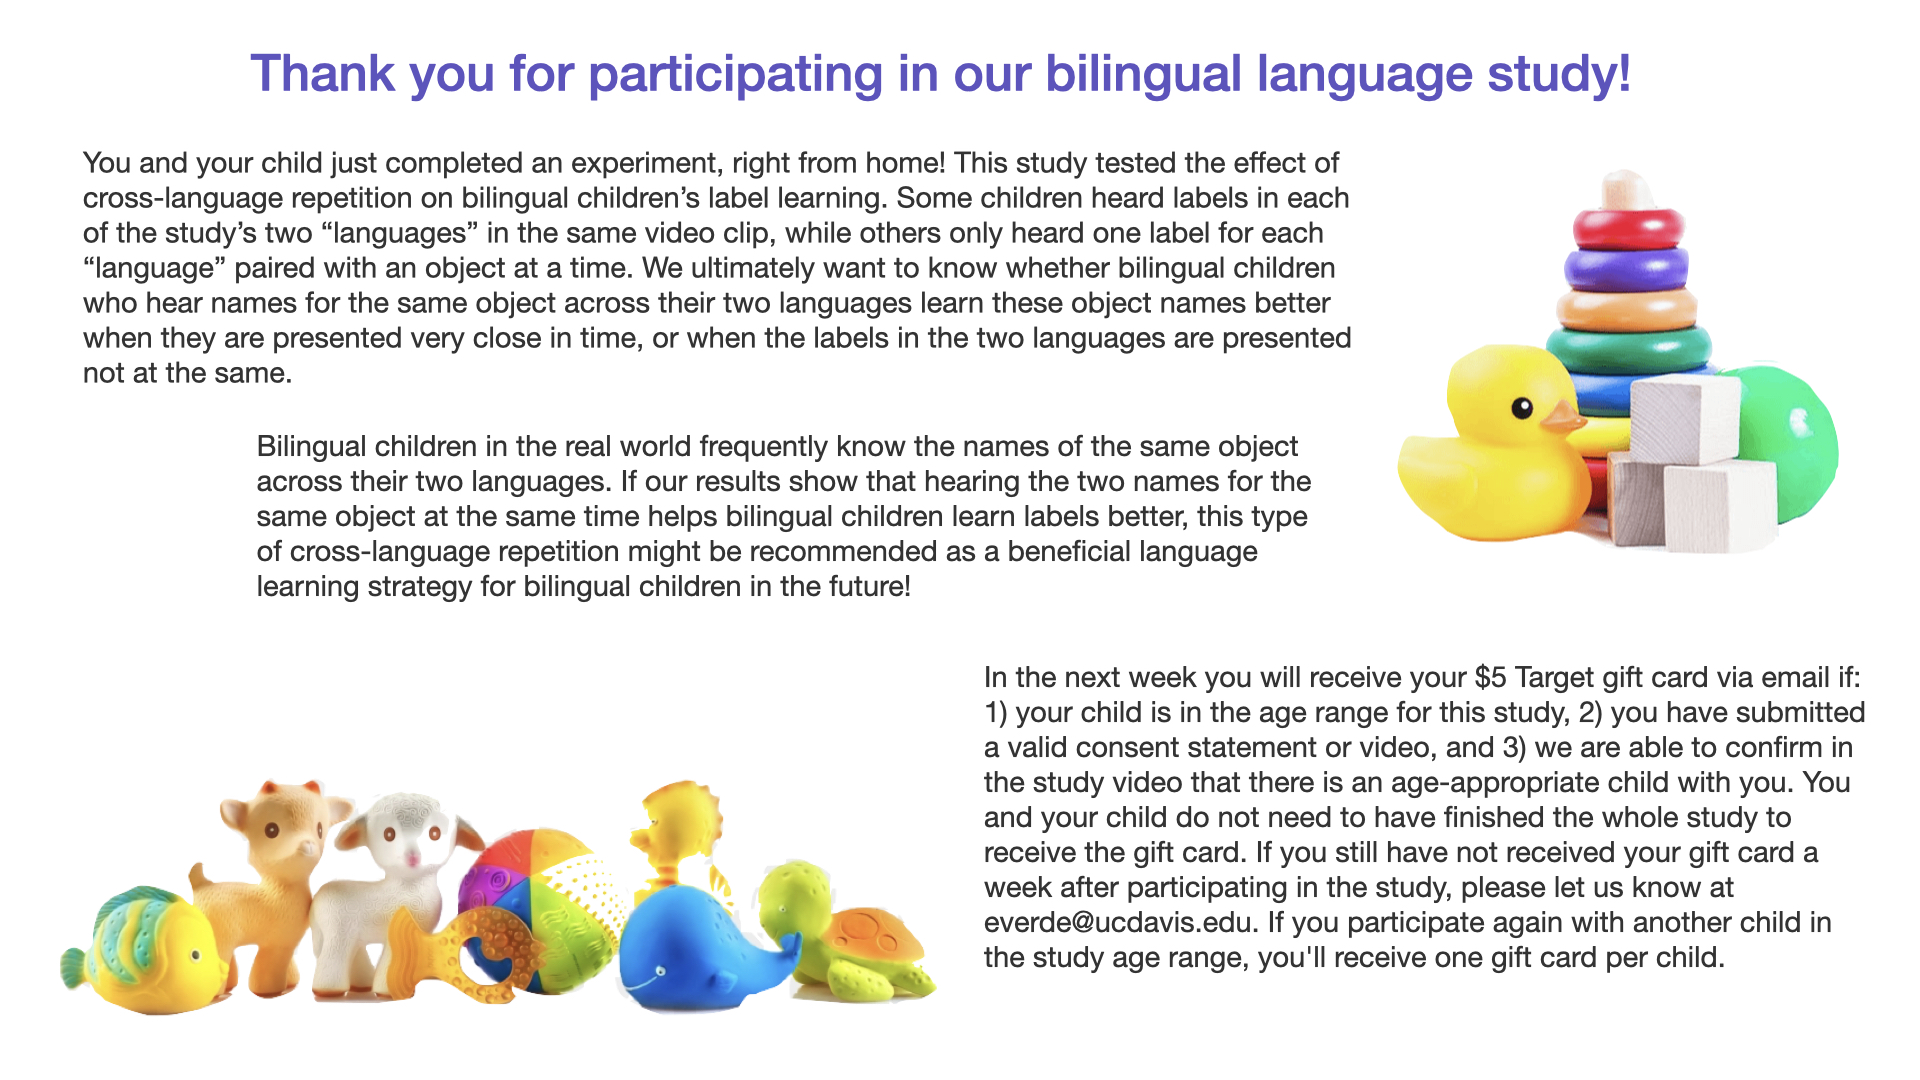 Thank you for participating in our bilingual language study!
You and your child just completed an experiment, right from home! This study tested the effect of
cross-language repetition on bilingual children’s label learning. Some children heard labels in each
of the study’s two “languages” in the same video clip, while others only heard one label for each
“language” paired with an object at a time. We ultimately want to know whether bilingual children
who hear names for the same object across their two languages learn these object names better
when they are presented very close in time, or when the labels in the two languages are presented
not at the same.
Bilingual children in the real world frequently know the names of the same object
across their two languages. If our results show that hearing the two names for the
same object at the same time helps bilingual children learn labels better, this type
of cross-language repetition might be recommended as a beneficial language
learning strategy for bilingual children in the future!
In the next week you will receive your $5 Target gift card via email if:
1) your child is in the age range for this study, 2) you have submitted
a valid consent statement or video, and 3) we are able to confirm in
the study video that there is an age-appropriate child with you. You
and your child do not need to have finished the whole study to
receive the gift card. If you still have not received your gift card a
week after participating in the study, please let us know at
everde@ucdavis.edu. If you participate again with another child in
the study age range, you'll receive one gift card per child.